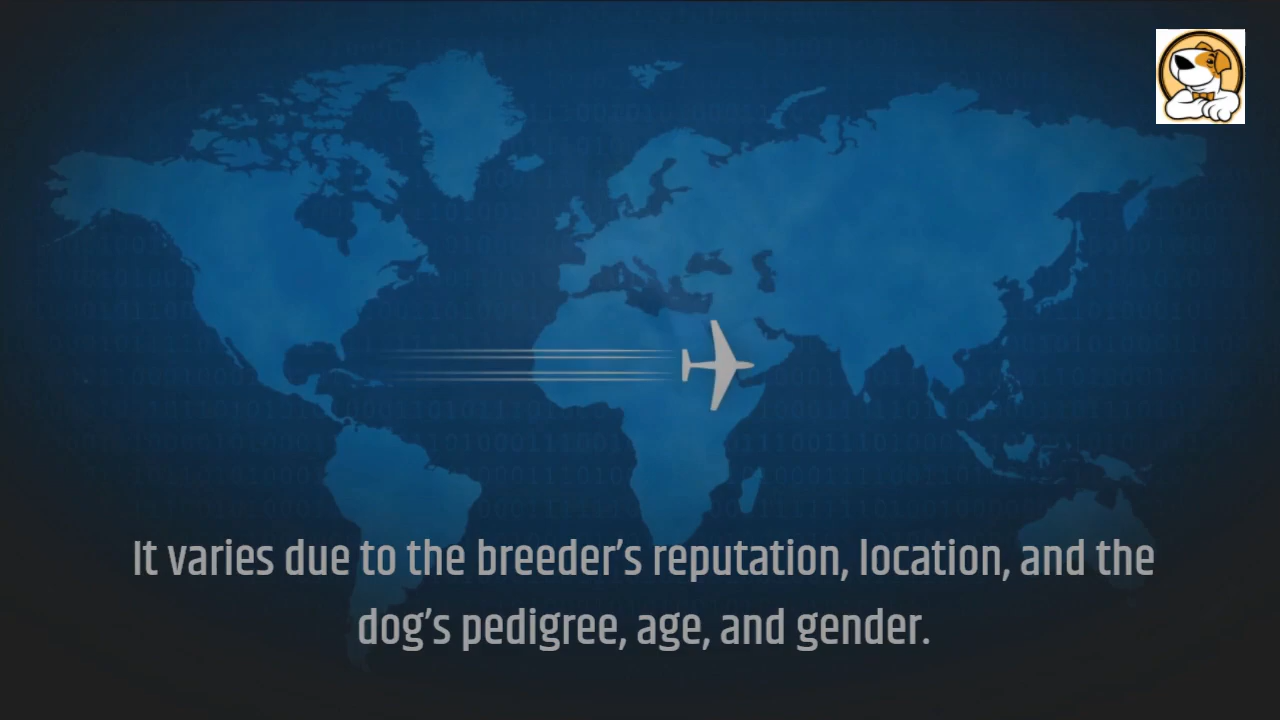 It varies due to the breeder’s reputation, location, and the
dog’s pedigree, age, and gender.